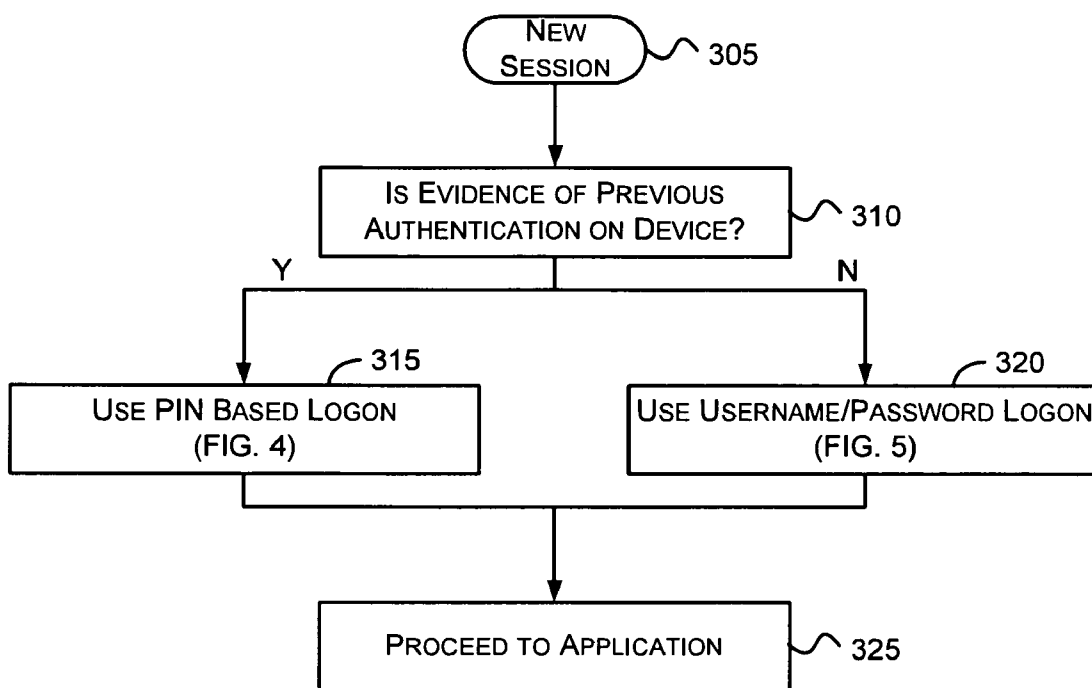 NEW
SESSION
305
IS EVIDENCE OF PREVIOUS
AUTHENTICATION ON DEVICE?
310
Y
N
315
USE PIN BASED LOGON
(FIG. 4)
320
USE USERNAME/PASSWORD LOGON
(FIG. 5)
PROCEED TO APPLICATION
325